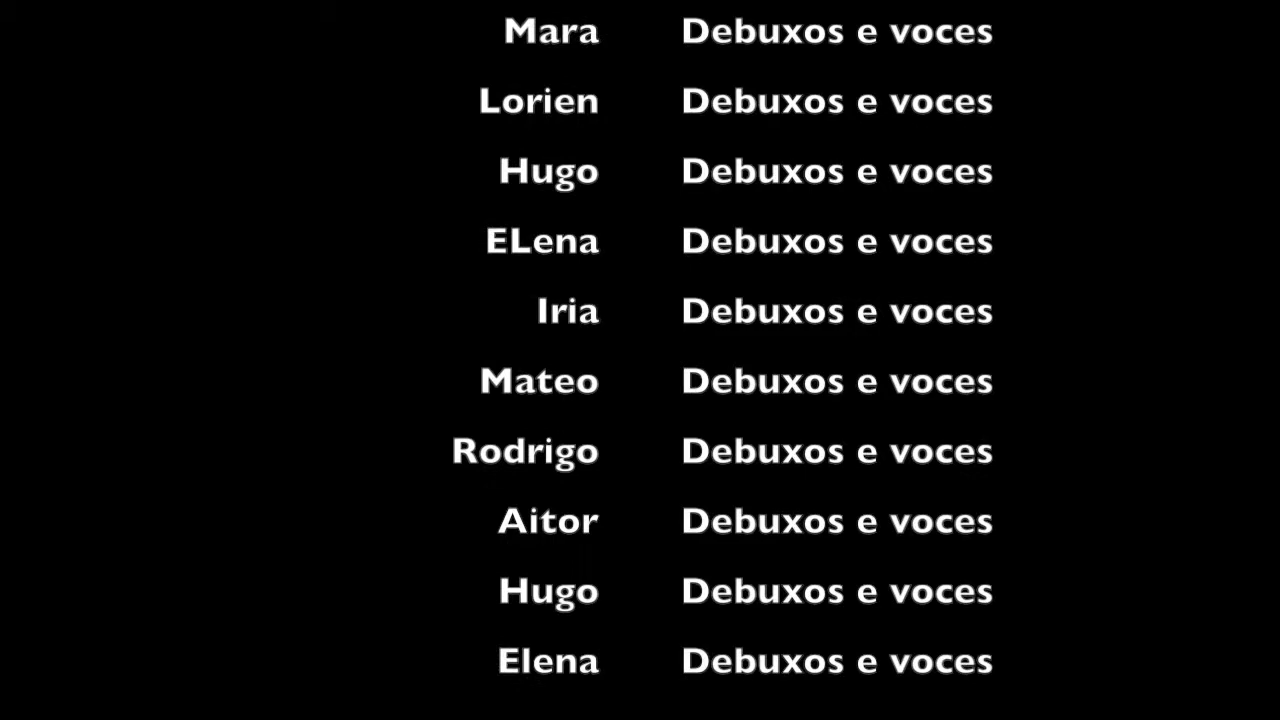 Mara Debuxos e voces
Lorien Debuxos e voces
Hugo Debuxos e voces
ELena Debuxos e voces
Iria Debuxos e voces
Mateo Debuxos e voces
Rodrigo Debuxos e voces
Aitor Debuxos e voces
Hugo Debuxos e voces
Elena Debuxos e voces